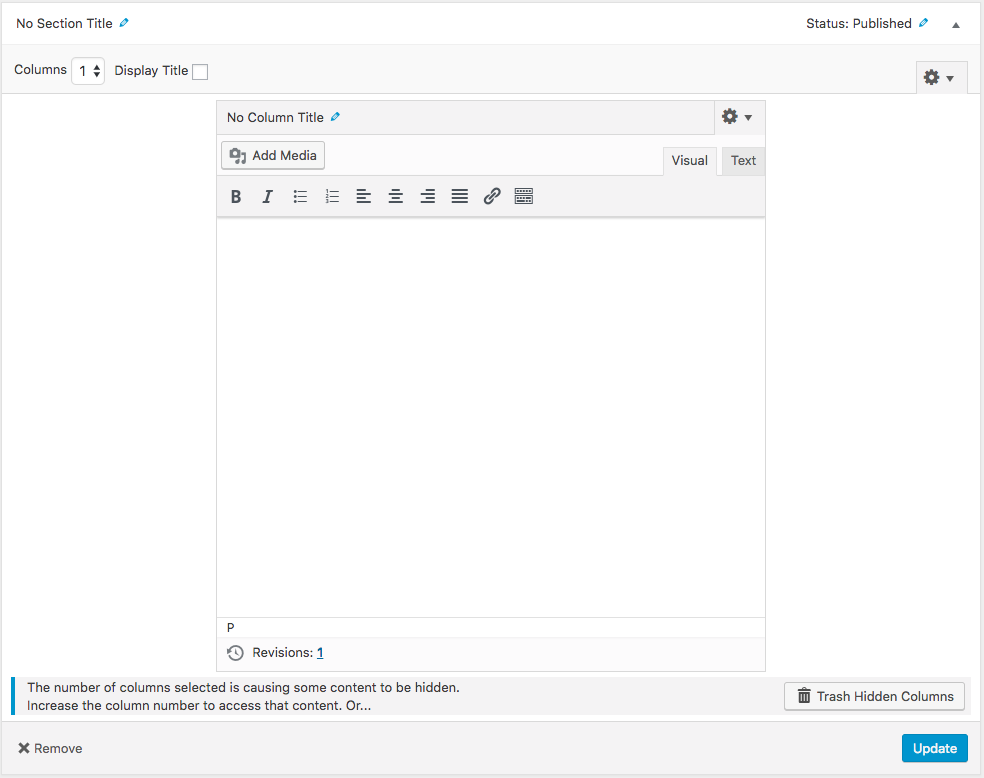 No Section Title
Status: Published
Columns 1 Display Title
No Column Title
Add Media
Visual Text
B I
P
Revisions: 1
The number of columns selected is causing some content to be hidden.
Increase the column number to access that content. Or...
Trash Hidden Columns
Remove
Update